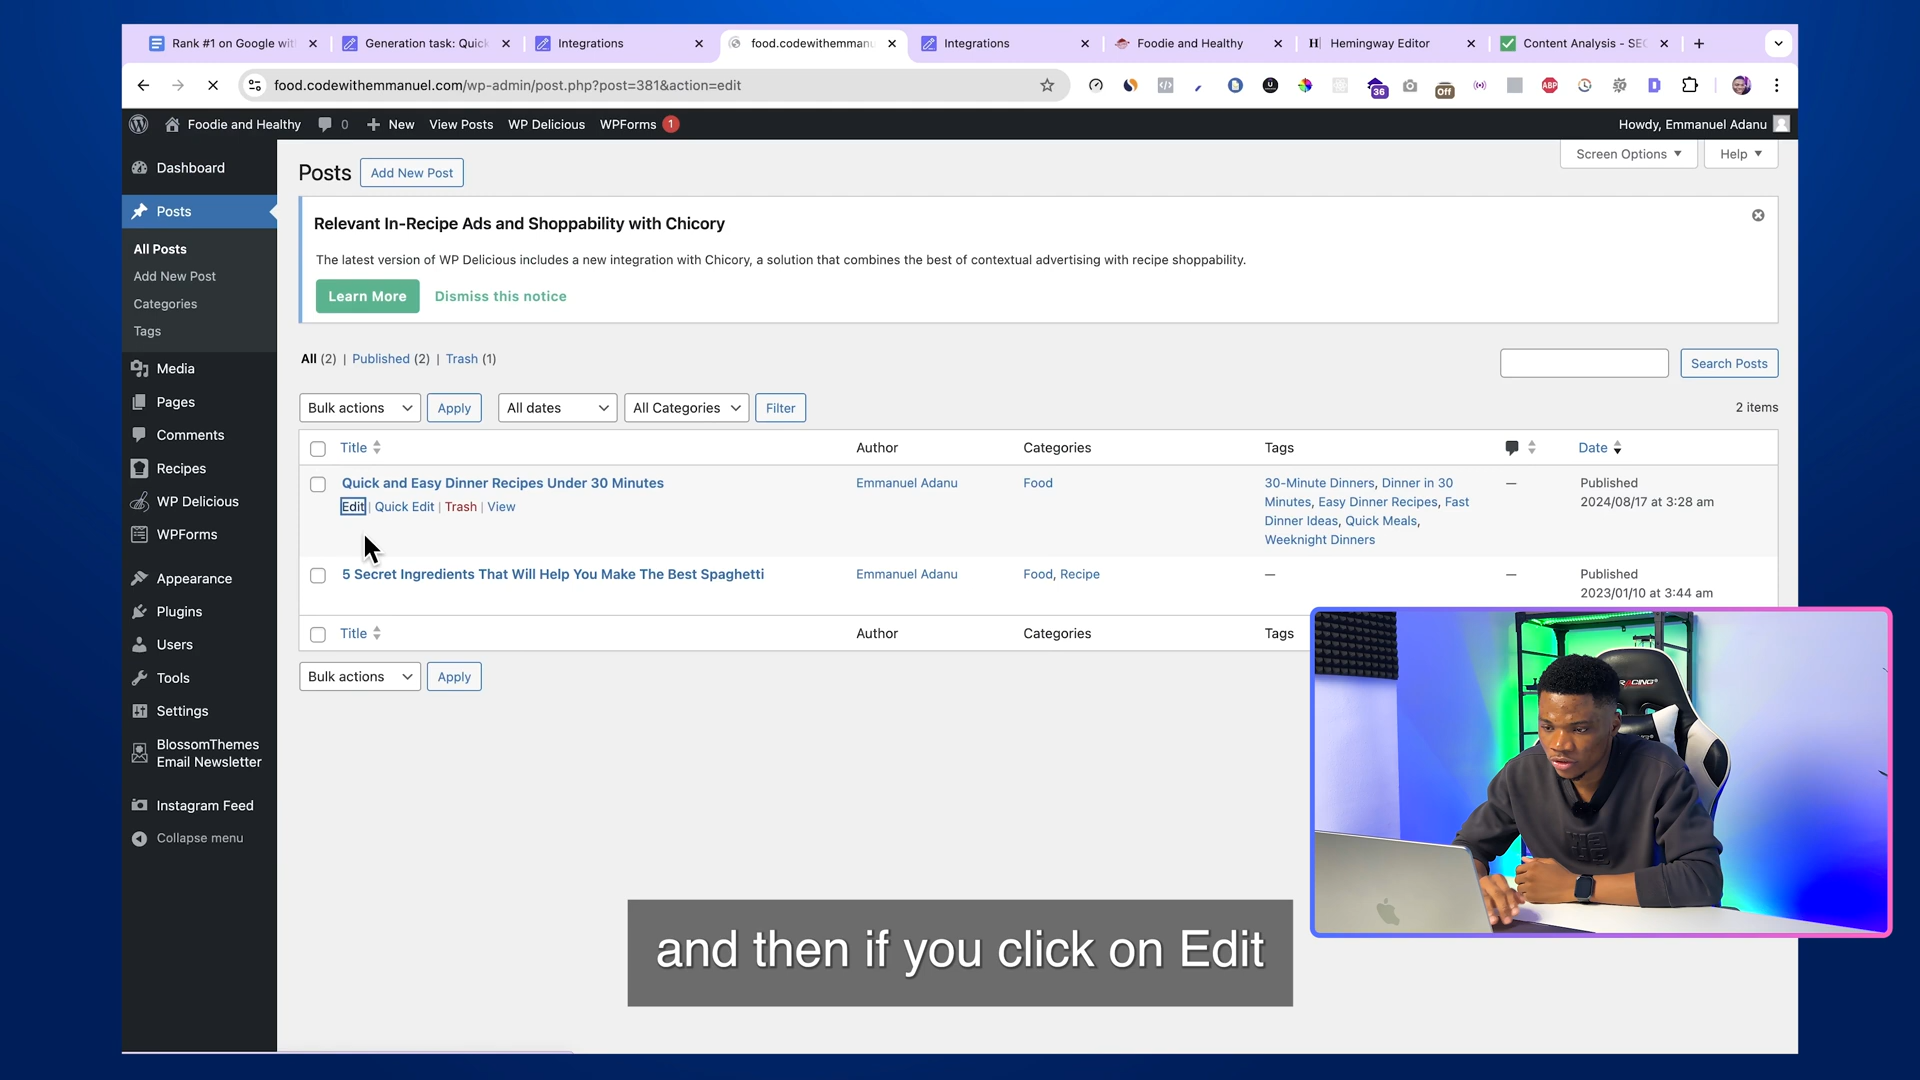 Rank #1 on Google wit
Generation task: Quick
Integrations
food.codewithemmanu
Integrations
Foodie and Healthy
Hemingway Editor
Content Analysis - SEO
food.codewithemmanuel.com/wp-admin/post.php?post=381&action=edit
36
Off
ABP
Foodie and Healthy
0
New
View Posts
WP Delicious
WPForms 1
Howdy, Emmanuel Adanu
Dashboard
Posts
All Posts
Add New Post
Categories
Tags
Media
Pages
Comments
Recipes
WP Delicious
WPForms
Appearance
Plugins
Users
Tools
Settings
BlossomThemes
Email Newsletter
Instagram Feed
Collapse menu
Posts
Add New Post
Screen Options
Help
Relevant In-Recipe Ads and Shoppability with Chicory
The latest version of WP Delicious includes a new integration with Chicory, a solution that combines the best of contextual advertising with recipe shoppability.
Learn More
Dismiss this notice
All (2) | Published (2) | Trash (1)
Search Posts
Bulk actions
Apply
All dates
All Categories
Filter
2 items
Title
Author
Categories
Tags
Date
Quick and Easy Dinner Recipes Under 30 Minutes
Edit | Quick Edit | Trash | View
Emmanuel Adanu
Food
30-Minute Dinners, Dinner in 30
Minutes, Easy Dinner Recipes, Fast
Dinner Ideas, Quick Meals,
Weeknight Dinners
—
Published
2024/08/17 at 3:28 am
5 Secret Ingredients That Will Help You Make The Best Spaghetti
Emmanuel Adanu
Food, Recipe
—
—
Published
2023/01/10 at 3:44 am
Title
Author
Categories
Tags
Bulk actions
Apply
and then if you click on Edit